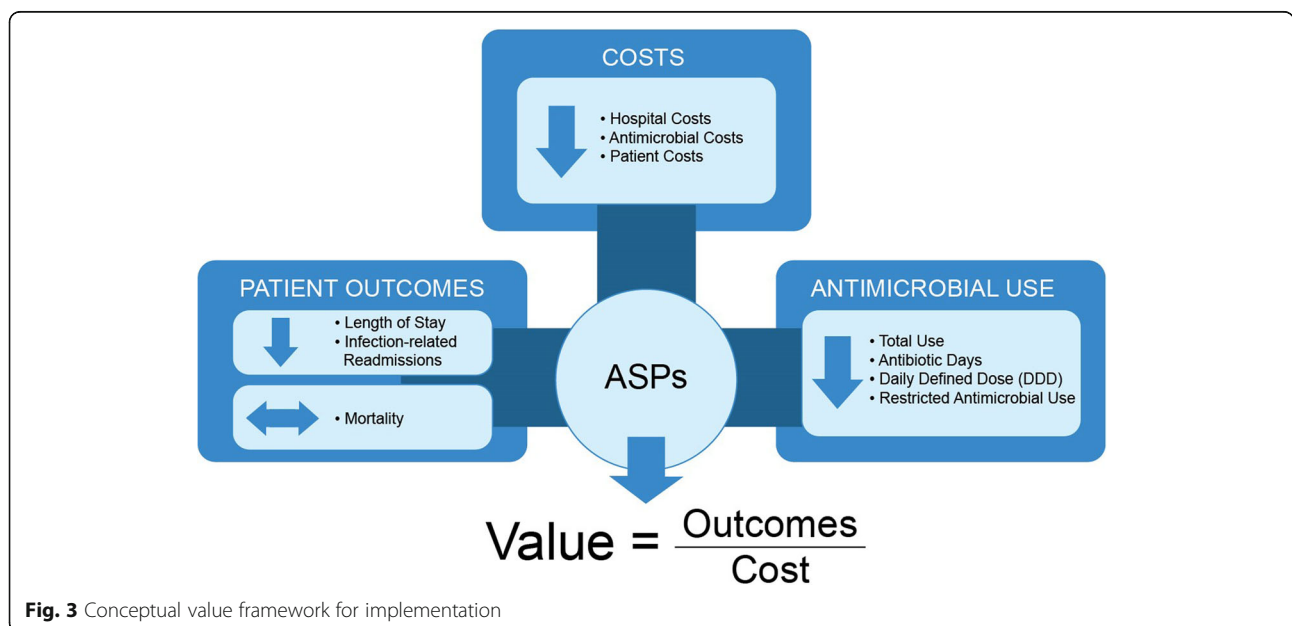 COSTS
• Hospital Costs
• Antimicrobial Costs
• Patient Costs
PATIENT OUTCOMES
• Length of Stay
• Infection-related
Readmissions
• Mortality
ASPs
ANTIMICROBIAL USE
• Total Use
• Antibiotic Days
• Daily Defined Dose (DDD)
• Restricted Antimicrobial Use
Value = Outcomes
Cost
Fig. 3 Conceptual value framework for implementation